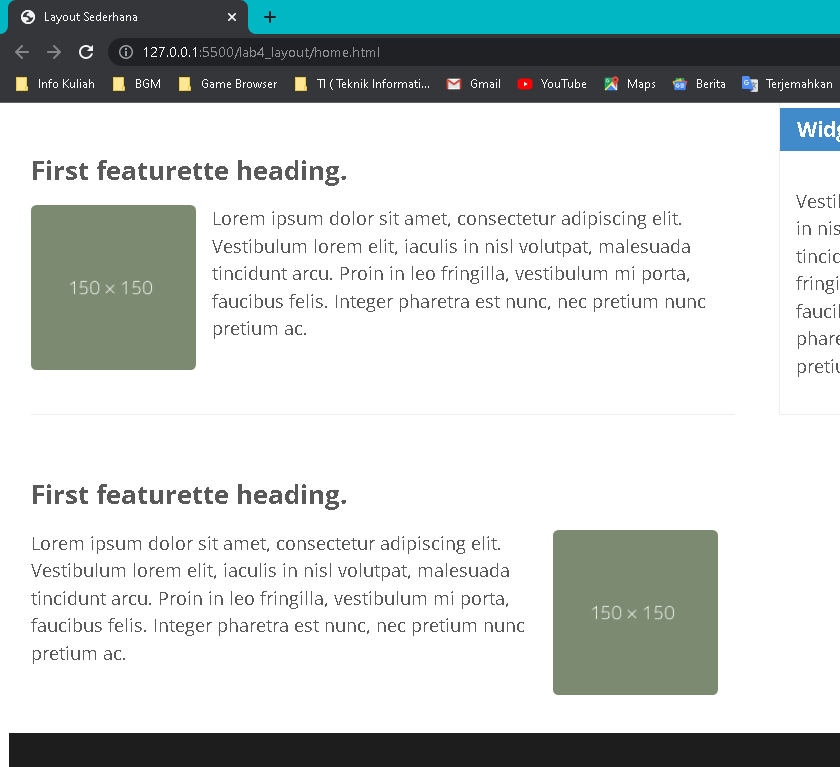 Layout Sederhana
127.0.0.1:5500/lab4_layout/home.html
Info Kuliah BGM Game Browser TI ( Teknik Informati... Gmail YouTube Maps Berita Terjemahkan
First featurette heading.
150 × 150
Lorem ipsum dolor sit amet, consectetur adipiscing elit.
Vestibulum lorem elit, iaculis in nisl volutpat, malesuada
tincidunt arcu. Proin in leo fringilla, vestibulum mi porta,
faucibus felis. Integer pharetra est nunc, nec pretium nunc
pretium ac.
Widg
Vestil
in nis
tincid
fringi
faucil
phare
pretiu
First featurette heading.
Lorem ipsum dolor sit amet, consectetur adipiscing elit.
Vestibulum lorem elit, iaculis in nisl volutpat, malesuada
tincidunt arcu. Proin in leo fringilla, vestibulum mi porta,
faucibus felis. Integer pharetra est nunc, nec pretium nunc
pretium ac.
150 × 150